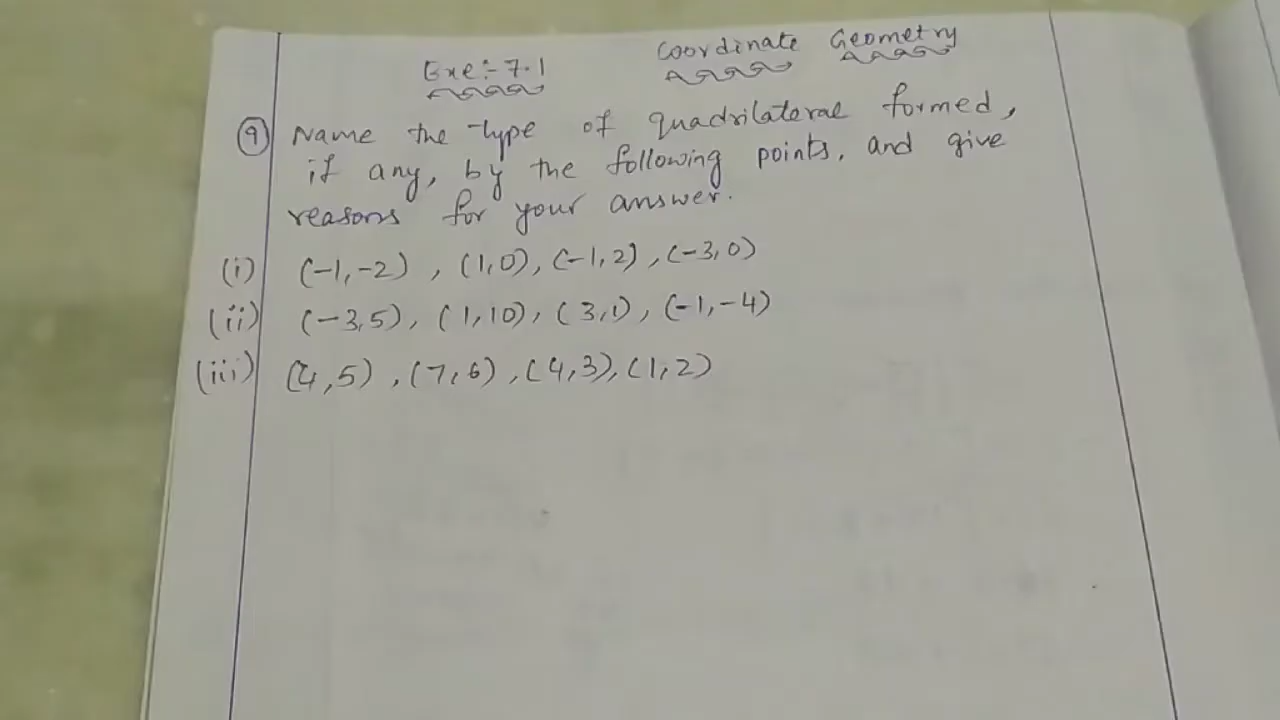 Exe:- 7.1 Coordinate Geometry
(9) Name the type of quadrilateral formed,
if any, by the following points, and give
reasons for your answer.
(i) (-1,-2), (1,0), (-1,2), (-3,0)
(ii) (-3,5), (1,10), (3,1), (-1,-4)
(iii) (4,5), (7,6), (4,3), (1,2)